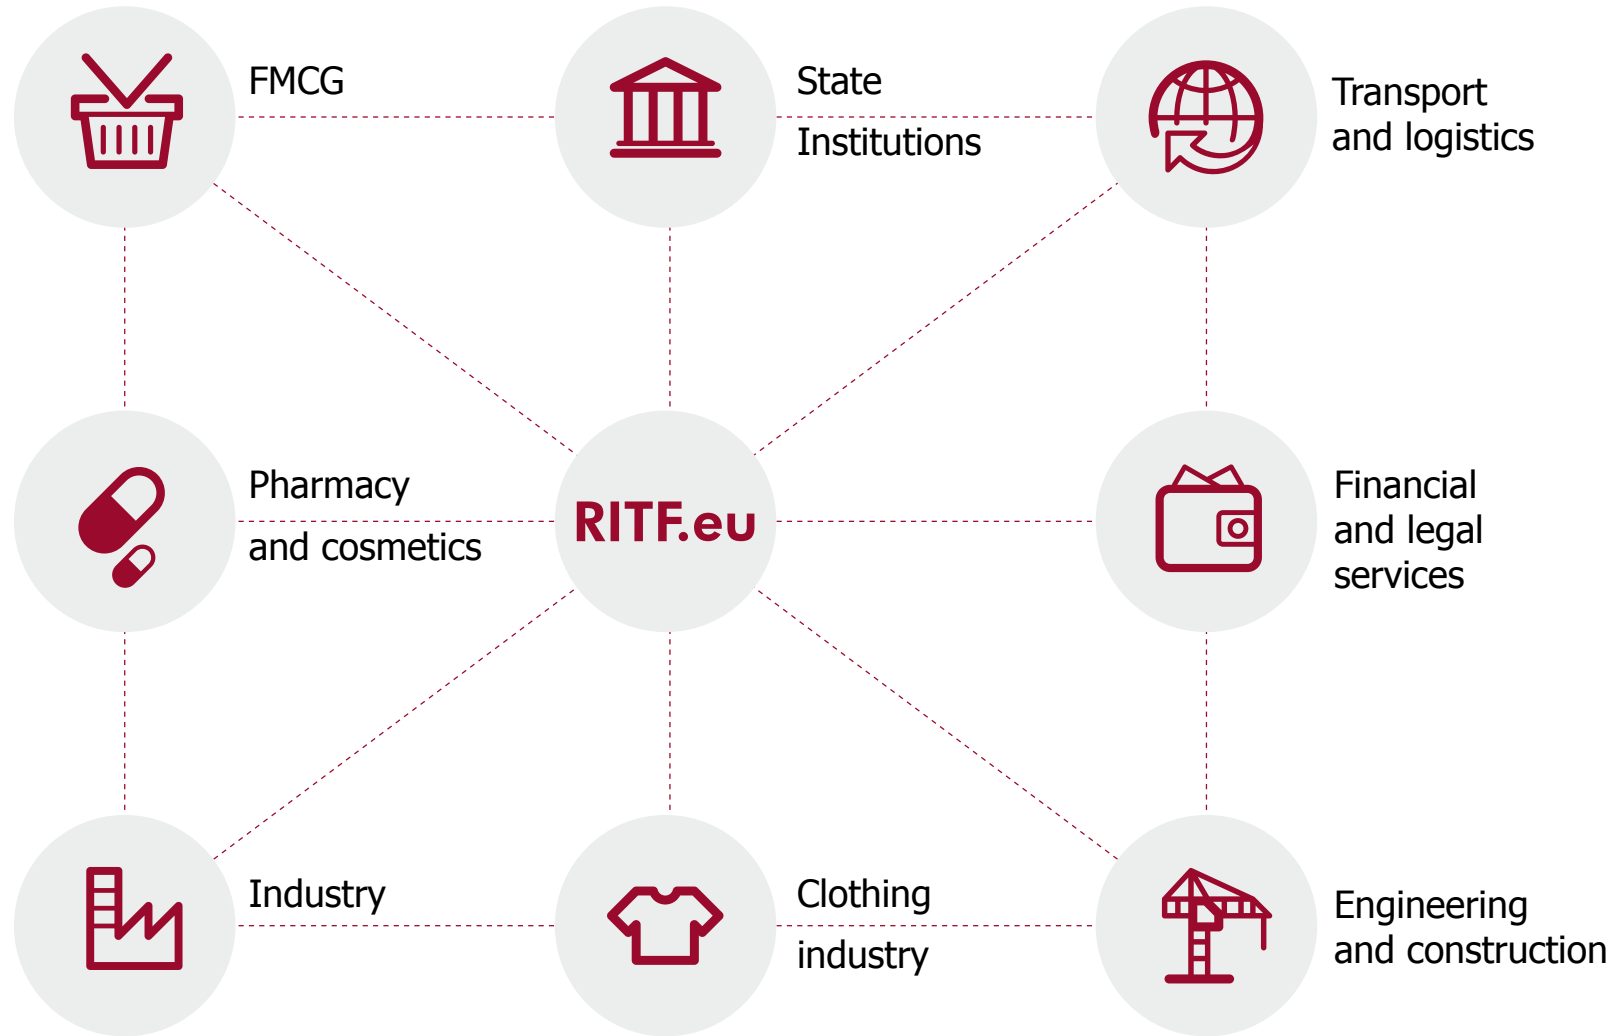 FMCG
State
Institutions
Transport
and logistics
Pharmacy
and cosmetics
RITF.eu
Financial
and legal
services
Industry
Clothing
industry
Engineering
and construction